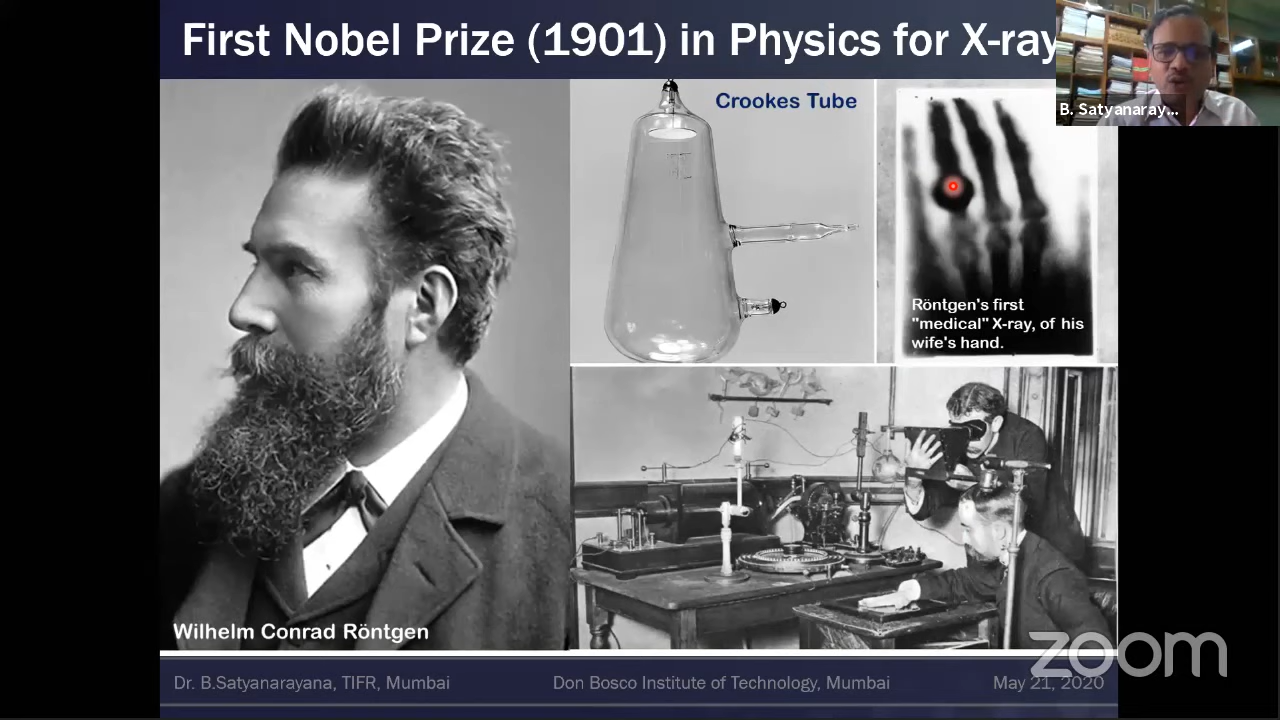 First Nobel Prize (1901) in Physics for X-ray
B. Satyanaray...
Crookes Tube
Röntgen's first
"medical" X-ray, of his
wife's hand.
Wilhelm Conrad Röntgen
Dr. B.Satyanarayana, TIFR, Mumbai
Don Bosco Institute of Technology, Mumbai
May 21, 2020
zoom